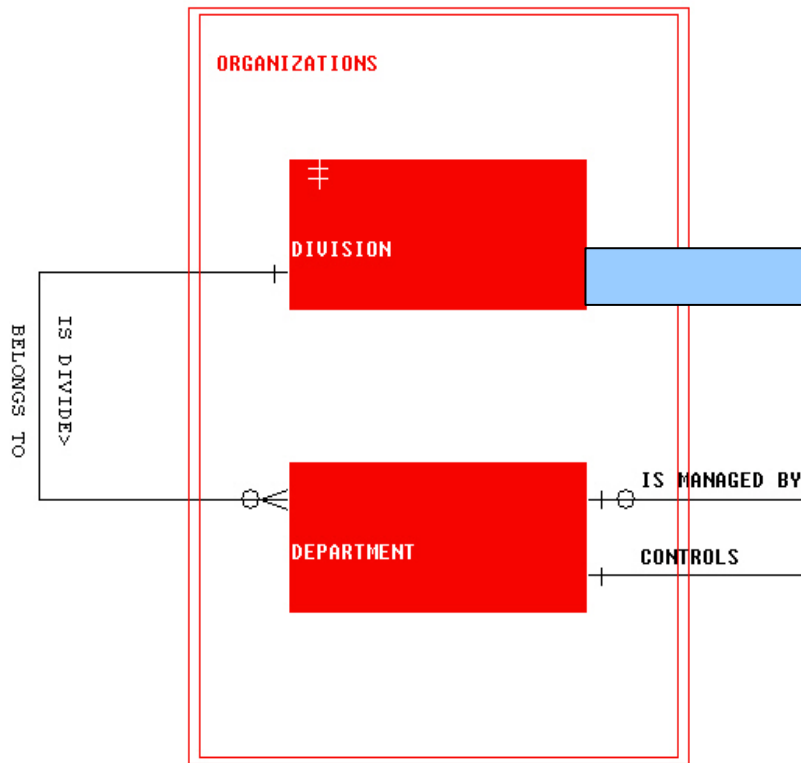 ORGANIZATIONS
DIVISION
IS DIVIDE>
BELONGS TO
IS MANAGED BY
DEPARTMENT
CONTROLS